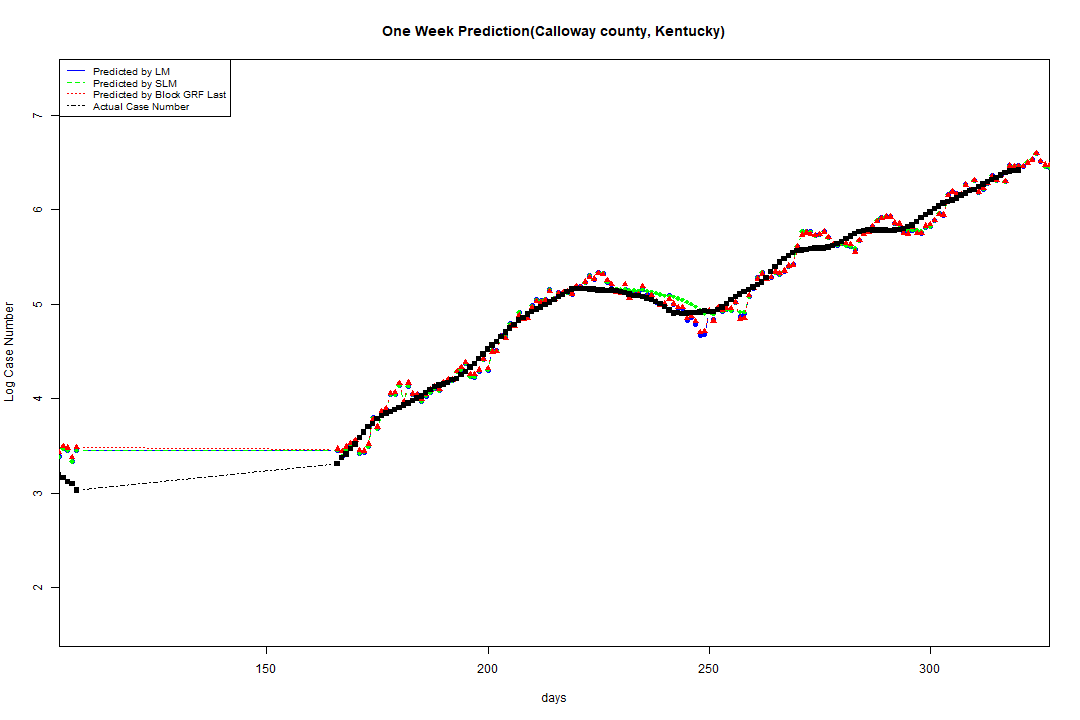 One Week Prediction(Calloway county, Kentucky)
Predicted by LM
Predicted by SLM
Predicted by Block GRF Last
Actual Case Number
7
6
5
4
3
2
Log Case Number
150 200 250 300
days